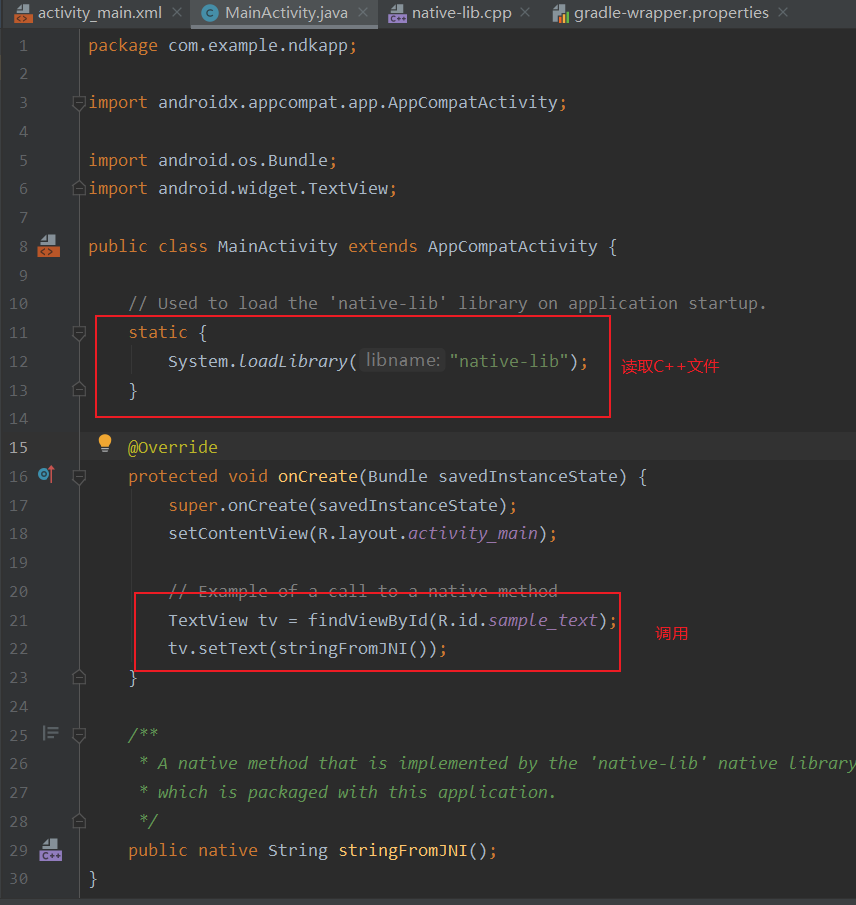 activity_main.xml MainActivity.java native-lib.cpp gradle-wrapper.properties
1 package com.example.ndkapp;
2
3 import androidx.appcompat.app.AppCompatActivity;
4
5 import android.os.Bundle;
6 import android.widget.TextView;
7
8 public class MainActivity extends AppCompatActivity {
9
10 // Used to load the 'native-lib' library on application startup.
11 static {
12 System.loadLibrary( libname: "native-lib"); 读取C++文件
13 }
14
15 @Override
16 protected void onCreate(Bundle savedInstanceState) {
17 super.onCreate(savedInstanceState);
18 setContentView(R.layout.activity_main);
19
20 // Example of a call to a native method
21 TextView tv = findViewById(R.id.sample_text);
22 tv.setText(stringFromJNI()); 调用
23 }
24
25 /**
26 * A native method that is implemented by the 'native-lib' native library
27 * which is packaged with this application.
28 */
29 public native String stringFromJNI();
30 }